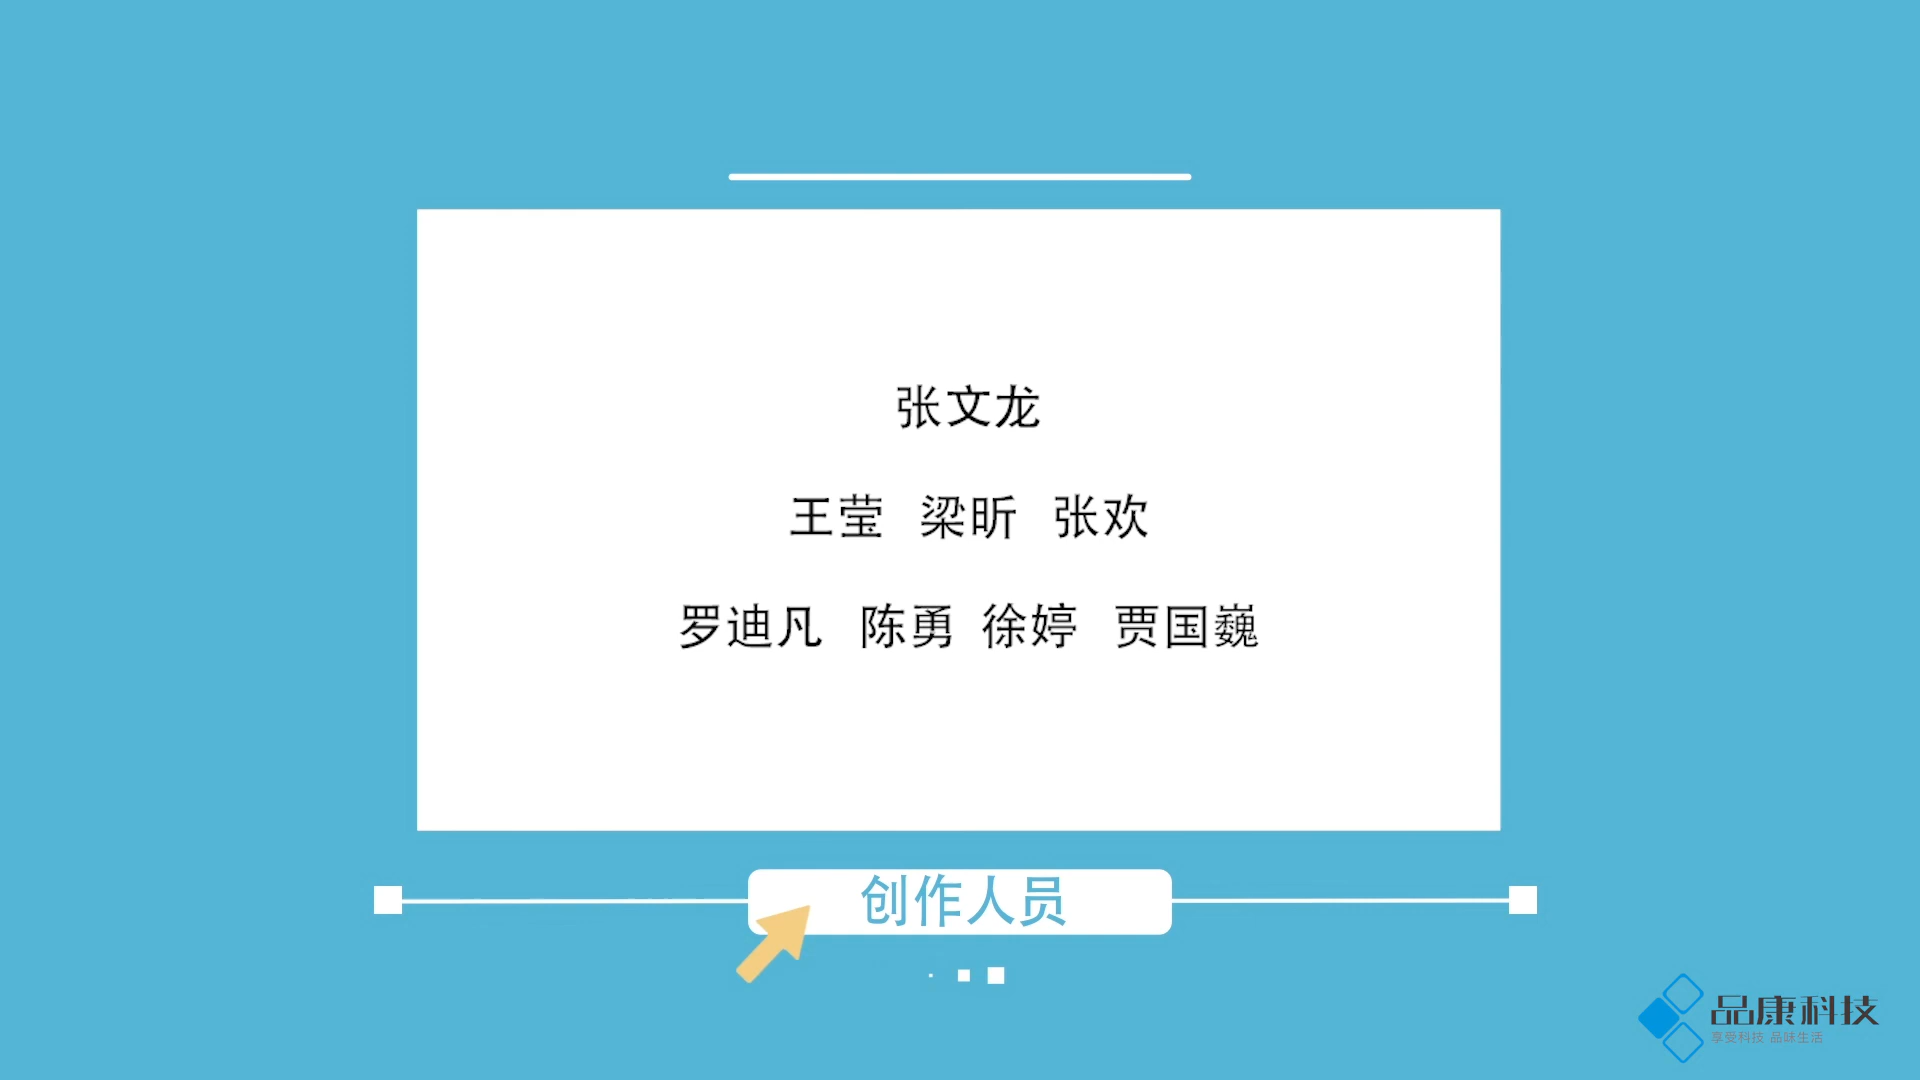 张文龙
王莹 梁昕 张欢
罗迪凡 陈勇 徐婷 贾国巍
创作人员
品康科技
享受科技 品味生活